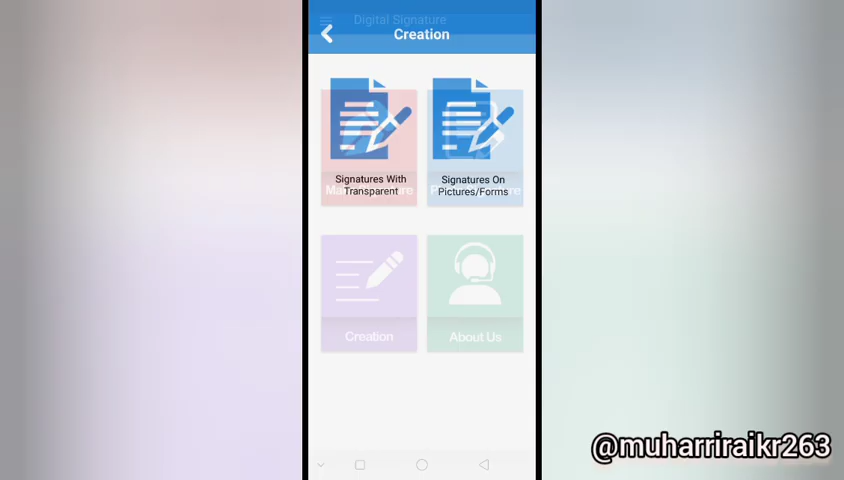 Digital Signature
Creation
Signatures With
Transparent
Signatures On
Pictures/Forms
Creation
About Us
@muharriraikr263